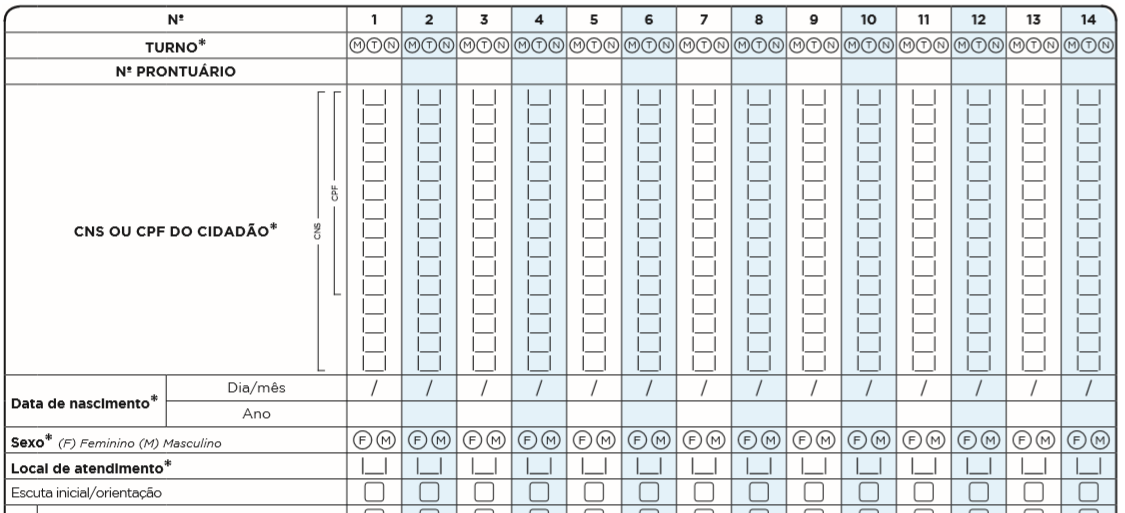 Nº 1 2 3 4 5 6 7 8 9 10 11 12 13 14
TURNO* M T N M T N M T N M T N M T N M T N M T N M T N M T N M T N M T N M T N M T N M T N
Nº PRONTUÁRIO
CNS OU CPF DO CIDADÃO* CNS CPF
Data de nascimento* Dia/mês / / / / / / / / / / / / / /
Ano
Sexo* (F) Feminino (M) Masculino F M F M F M F M F M F M F M F M F M F M F M F M F M F M
Local de atendimento*
Escuta inicial/orientação